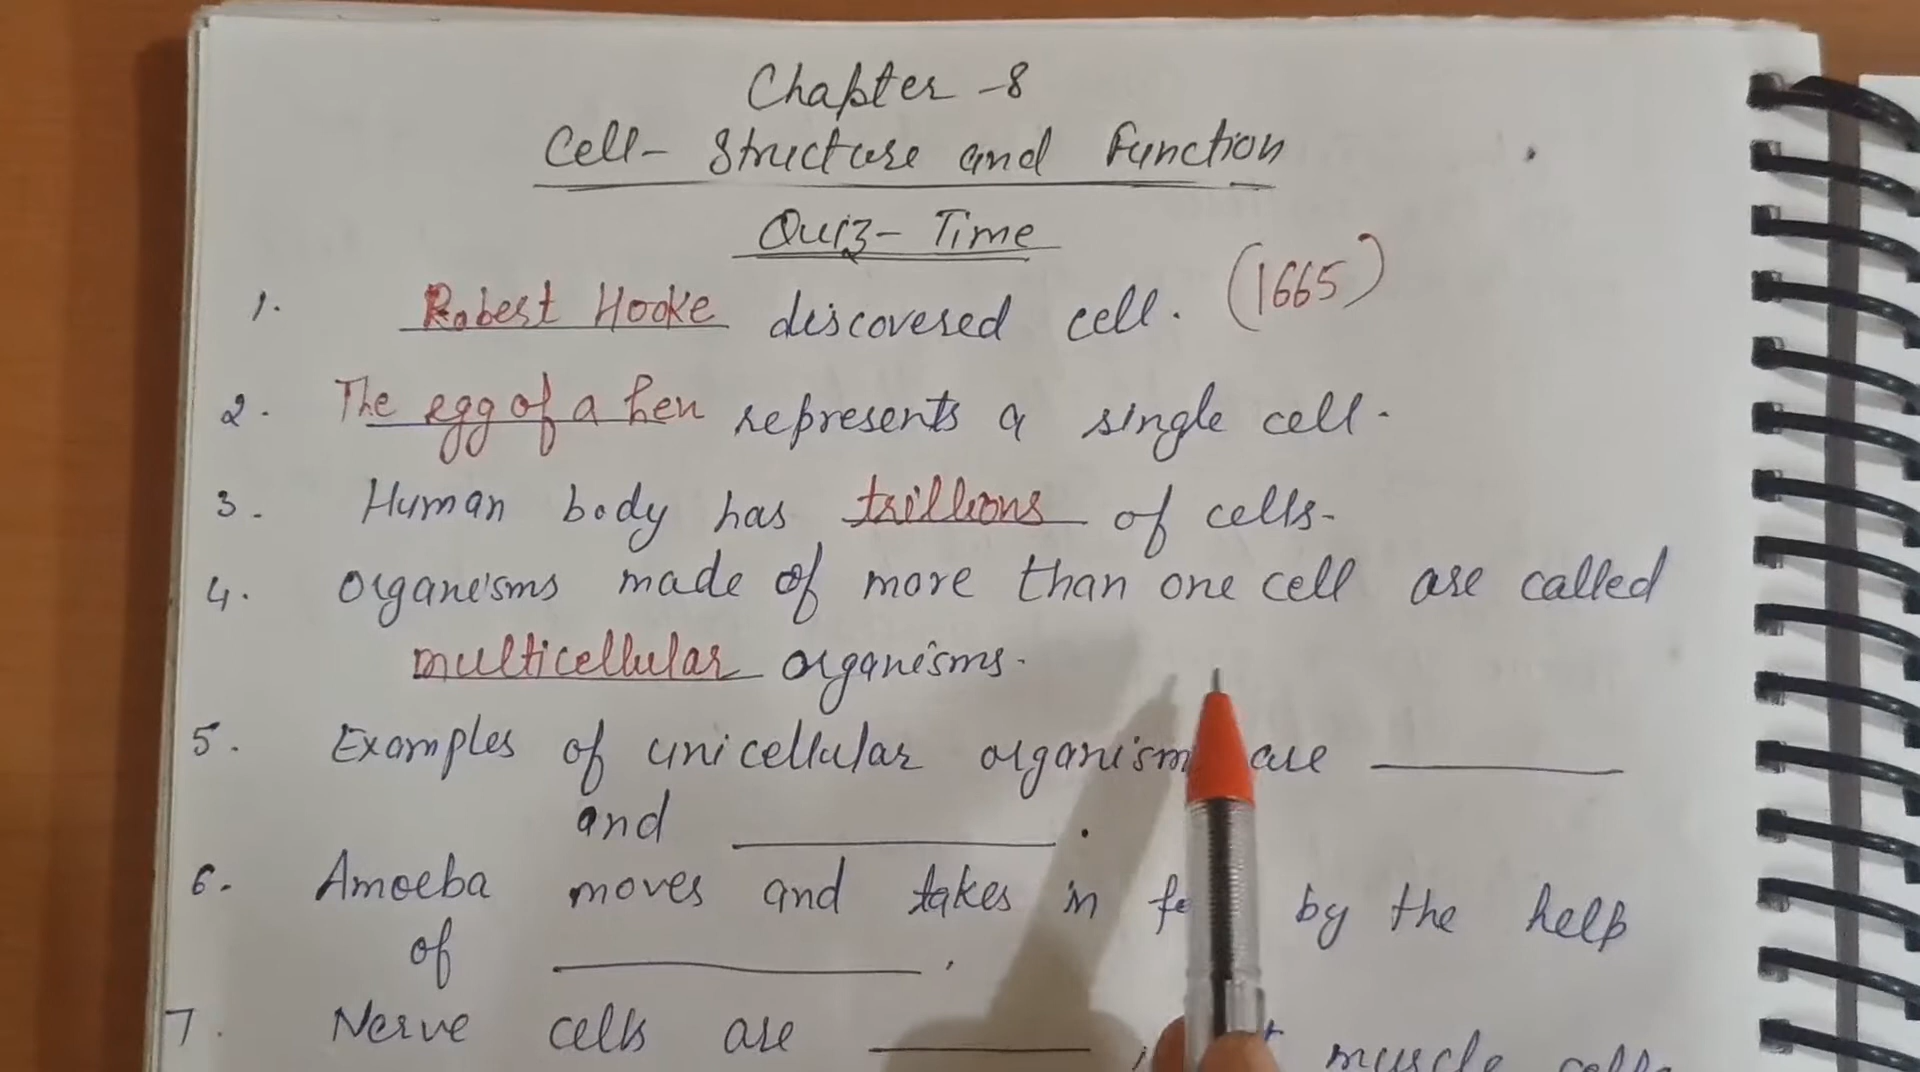 Chapter -8
Cell- Structure and Function
Quiz- Time
1. Robert Hooke discovered cell. (1665)
2. The egg of a hen represents a single cell.
3. Human body has trillions of cells.
4. Organisms made of more than one cell are called
multicellular organisms.
5. Examples of unicellular organism are
and .
6. Amoeba moves and takes in by the help
of .
7. Nerve cells are , muscle cells